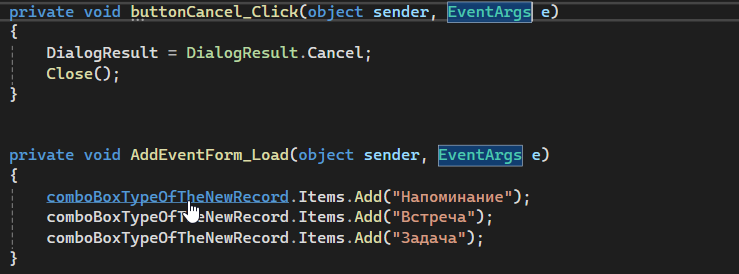 private void buttonCancel_Click(object sender, EventArgs e)
{
DialogResult = DialogResult.Cancel;
Close();
}
private void AddEventForm_Load(object sender, EventArgs e)
{
comboBoxTypeOfTheNewRecord.Items.Add("Напоминание");
comboBoxTypeOfTheNewRecord.Items.Add("Встреча");
comboBoxTypeOfTheNewRecord.Items.Add("Задача");
}